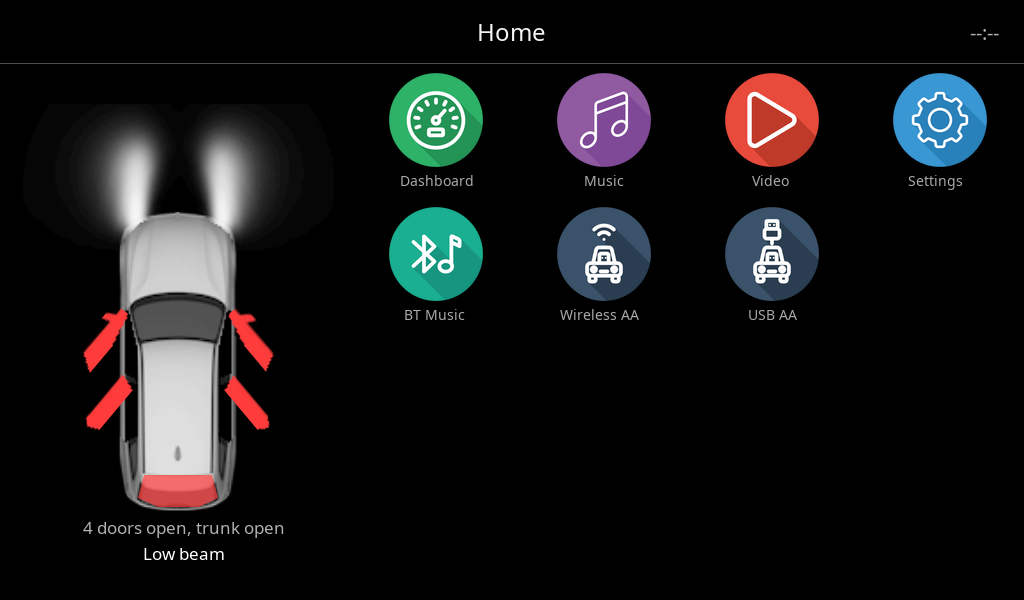 Home
--:--
Dashboard
Music
Video
Settings
BT Music
Wireless AA
USB AA
4 doors open, trunk open
Low beam